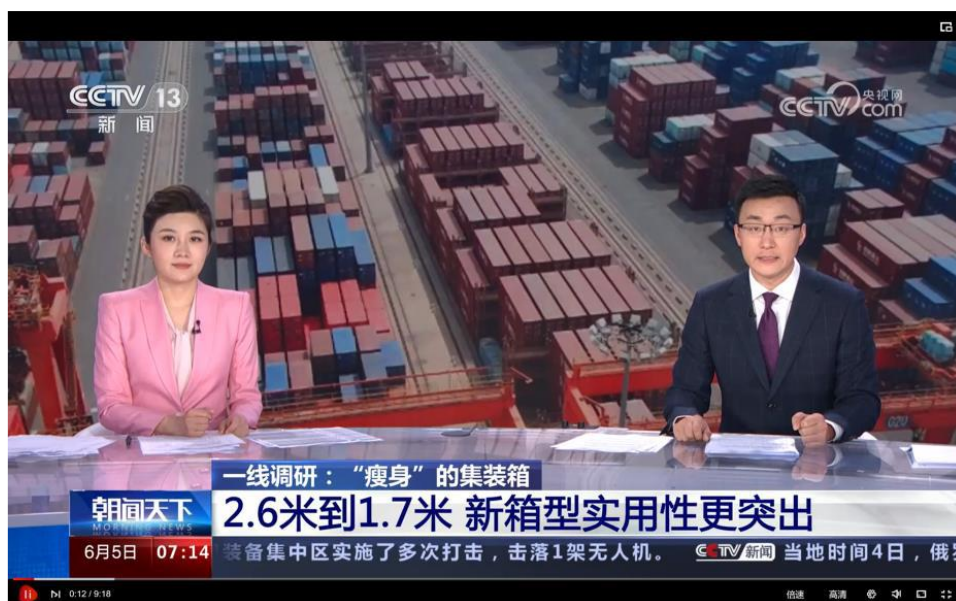 CCTV 13
新闻
央视网
CCTV com
020
一线调研：“瘦身”的集装箱
朝闻天下
MORNING NEWS
2.6米到1.7米 新箱型实用性更突出
6月5日 07:14
装备集中区实施了多次打击，击落1架无人机。 CCTV 新闻 当地时间4日，俄
0:12 / 9:18
倍速 高清